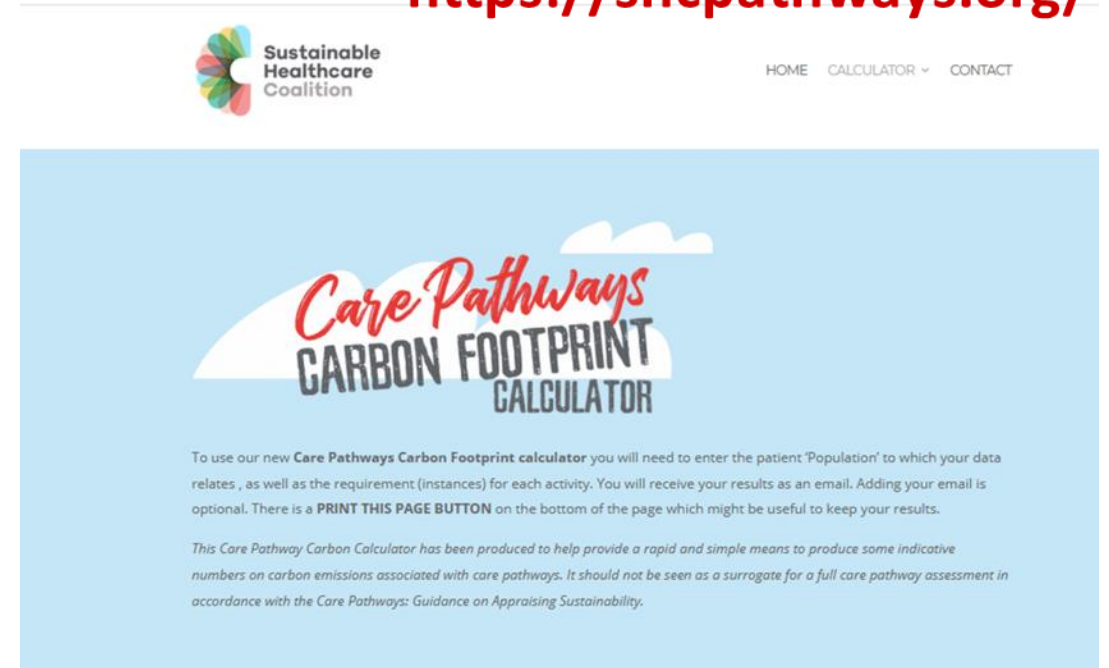 https://shcpathways.org/
Sustainable
Healthcare
Coalition
HOME CALCULATOR CONTACT
Care Pathways
CARBON FOOTPRINT
CALCULATOR
To use our new Care Pathways Carbon Footprint calculator you will need to enter the patient ‘Population’ to which your data
relates , as well as the requirement (instances) for each activity. You will receive your results as an email. Adding your email is
optional. There is a PRINT THIS PAGE BUTTON on the bottom of the page which might be useful to keep your results.
This Care Pathway Carbon Calculator has been produced to help provide a rapid and simple means to produce some indicative
numbers on carbon emissions associated with care pathways. It should not be seen as a surrogate for a full care pathway assessment in
accordance with the Care Pathways: Guidance on Appraising Sustainability.